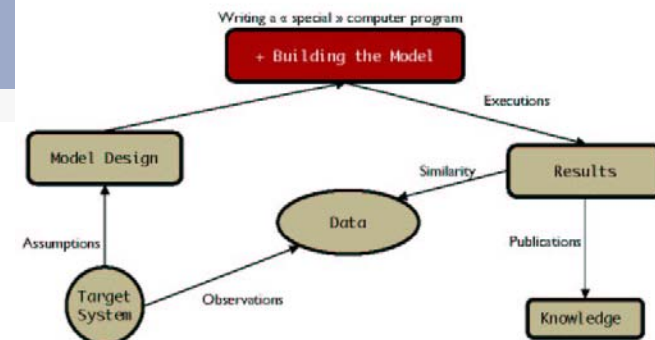 Writing a « special » computer program
+ Building the Model
Executions
Model Design
Similarity
Results
Data
Assumptions
Publications
Target
System
Observations
Knowledge